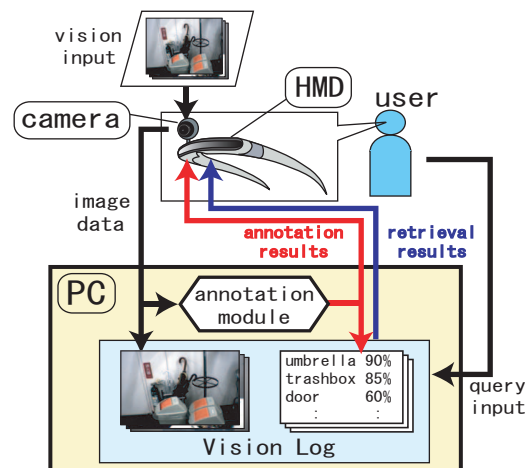 vision
input
HMD
user
camera
image
data
annotation
results
retrieval
results
PC
annotation
module
umbrella 90%
trashbox 85%
door 60%
: :
query
input
Vision Log